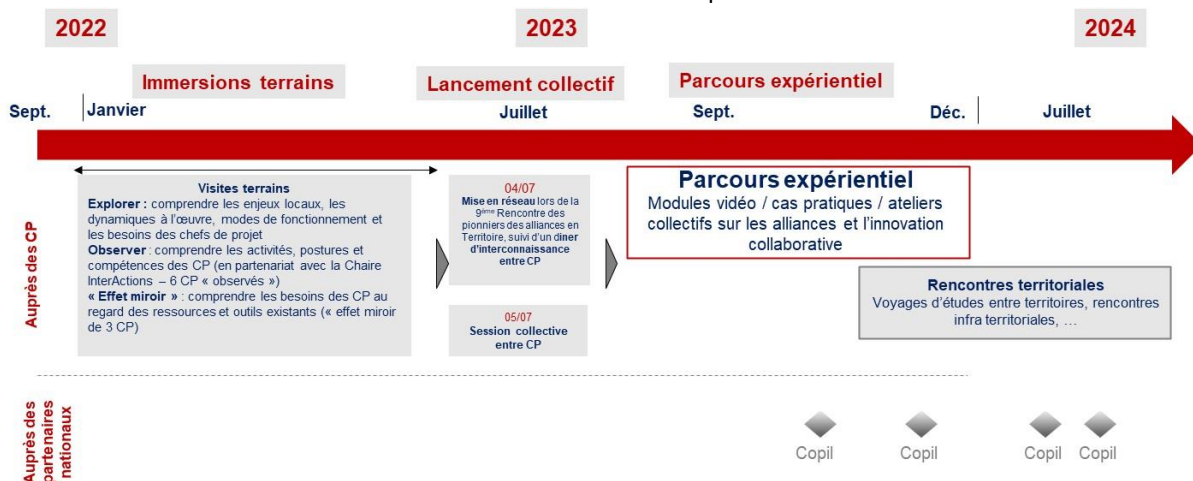 2022
2023
2024
Immersions terrains
Lancement collectif
Parcours expérientiel
Sept.
Janvier
Juillet
Sept.
Déc.
Juillet
Auprès des CP
Visites terrains
Explorer : comprendre les enjeux locaux, les
dynamiques à l'œuvre, modes de fonctionnement et
les besoins des chefs de projet
Observer : comprendre les activités, postures et
compétences des CP (en partenariat avec la Chaire
InterActions – 6 CP « observés »)
« Effet miroir » : comprendre les besoins des CP au
regard des ressources et outils existants (« effet miroir
de 3 CP)
04/07
Mise en réseau lors de la
9ème Rencontre des
pionniers des alliances en
Territoire, suivi d'un diner
d'interconnaissance
entre CP
05/07
Session collective
entre CP
Parcours expérientiel
Modules vidéo / cas pratiques / ateliers
collectifs sur les alliances et l'innovation
collaborative
Rencontres territoriales
Voyages d'études entre territoires, rencontres
infra territoriales, …
Auprès des
partenaires
nationaux
Copil
Copil
Copil
Copil